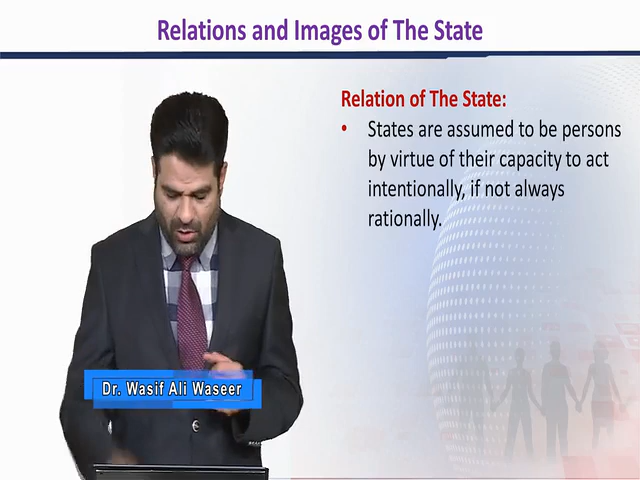 Relations and Images of The State
Relation of The State:
• States are assumed to be persons
by virtue of their capacity to act
intentionally, if not always
rationally.
Dr. Wasif Ali Waseer